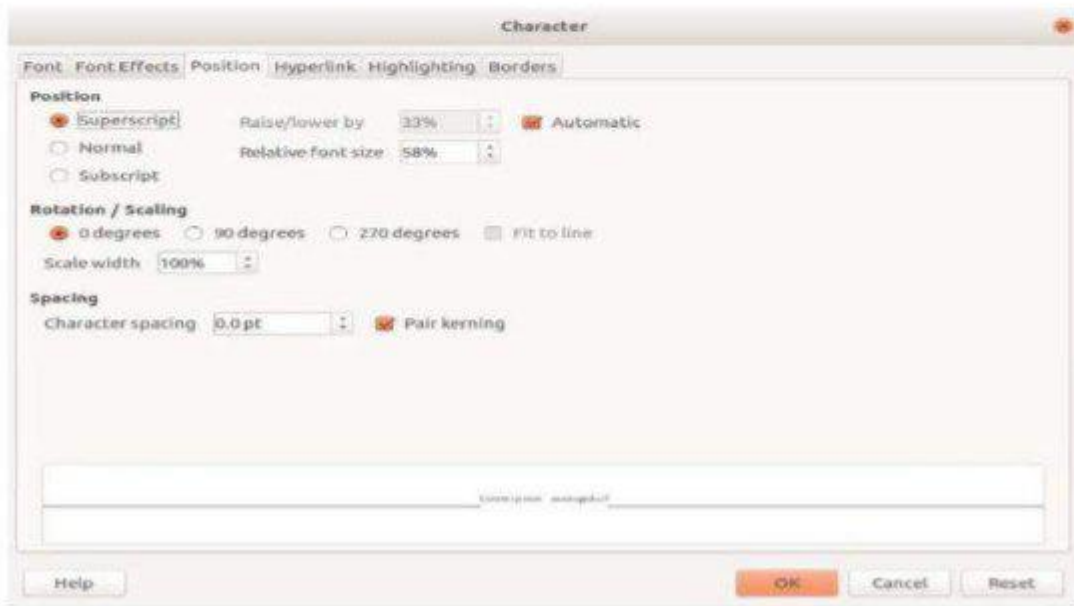 Character
Font Font Effects Position Hyperlink Highlighting Borders
Position
Superscript Raise/lower by 33% Automatic
Normal Relative font size 58%
Subscript
Rotation / Scaling
0 degrees 90 degrees 270 degrees Fit to line
Scale width 100%
Spacing
Character spacing 0.0 pt Pair kerning
Help OK Cancel Reset